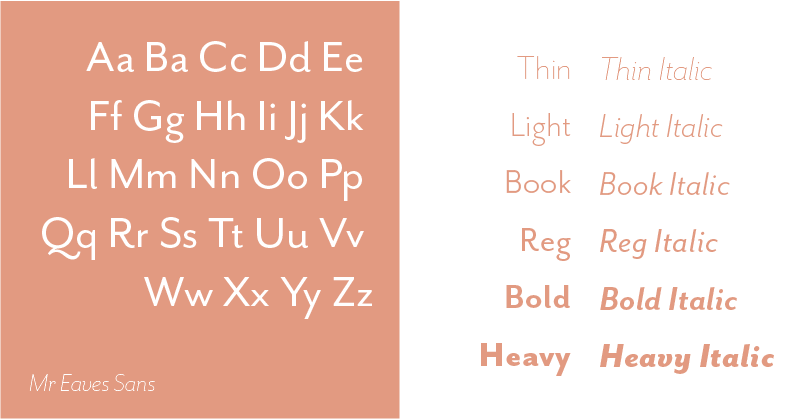 Aa Ba Cc Dd Ee
Ff Gg Hh Ii Jj Kk
Ll Mm Nn Oo Pp
Qq Rr Ss Tt Uu Vv
Ww Xx Yy Zz
Mr Eaves Sans
Thin Thin Italic
Light Light Italic
Book Book Italic
Reg Reg Italic
Bold Bold Italic
Heavy Heavy Italic